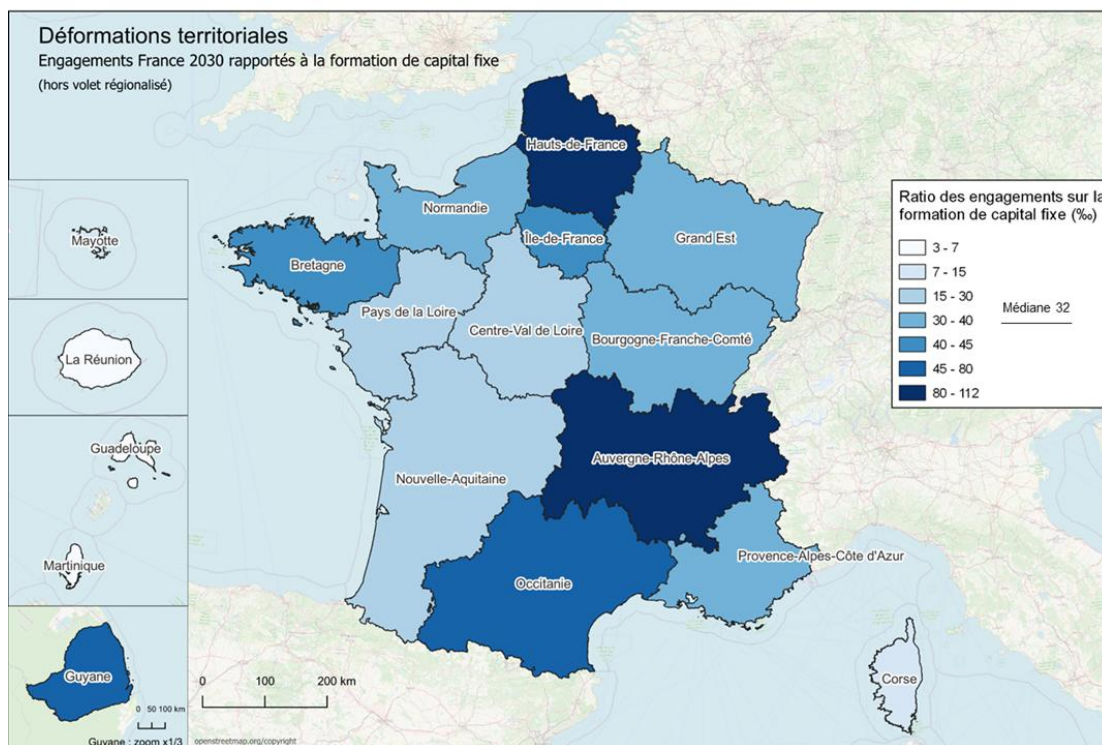 Déformations territoriales
Engagements France 2030 rapportés à la formation de capital fixe
(hors volet régionalisé)
Hauts-de-France
Normandie
Île-de-France
Grand Est
Bretagne
Pays de la Loire
Centre-Val de Loire
Bourgogne-Franche-Comté
Nouvelle-Aquitaine
Auvergne-Rhône-Alpes
Occitanie
Provence-Alpes-Côte d'Azur
Corse
Mayotte
La Réunion
Guadeloupe
Martinique
Guyane
0 50 100 km
Guyane : zoom x1/3
0 100 200 km
openstreetmap.org/copyright
Ratio des engagements sur la
formation de capital fixe (‰)
3 - 7
7 - 15
15 - 30
30 - 40
40 - 45
45 - 80
80 - 112
Médiane 32